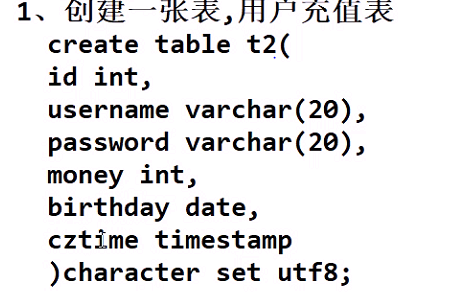 1、创建一张表,用户充值表
create table t2(
id int,
username varchar(20),
password varchar(20),
money int,
birthday date,
cztime timestamp
)character set utf8;